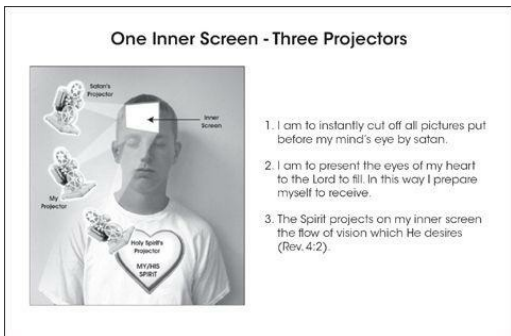 One Inner Screen - Three Projectors
Satan's
Projector
Inner
Screen
My
Projector
Holy Spirit's
Projector
MY/HIS
SPIRIT
1. I am to instantly cut off all pictures put
before my mind's eye by satan.
2. I am to present the eyes of my heart
to the Lord to fill. In this way I prepare
myself to receive.
3. The Spirit projects on my inner screen
the flow of vision which He desires
(Rev. 4:2).